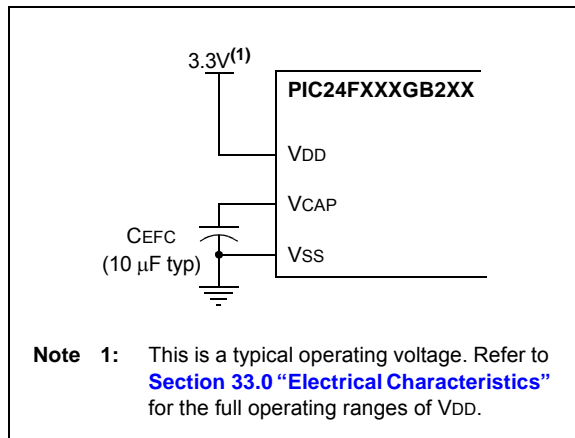 3.3V(1)
PIC24FXXXGB2XX
VDD
VCAP
CEFC
(10 μF typ)
VSS
Note 1: This is a typical operating voltage. Refer to
Section 33.0 “Electrical Characteristics”
for the full operating ranges of VDD.